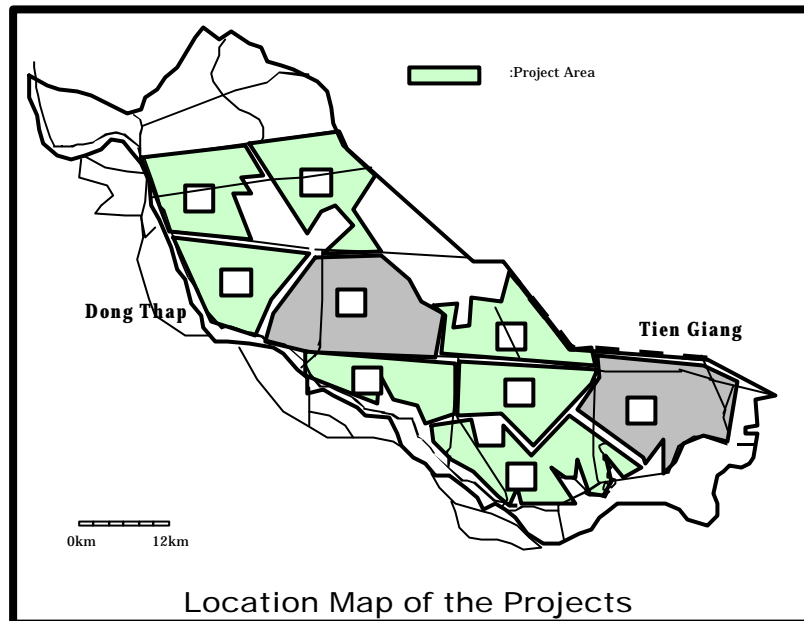 :Project Area
Dong Thap
Tien Giang
0km 12km
Location Map of the Projects